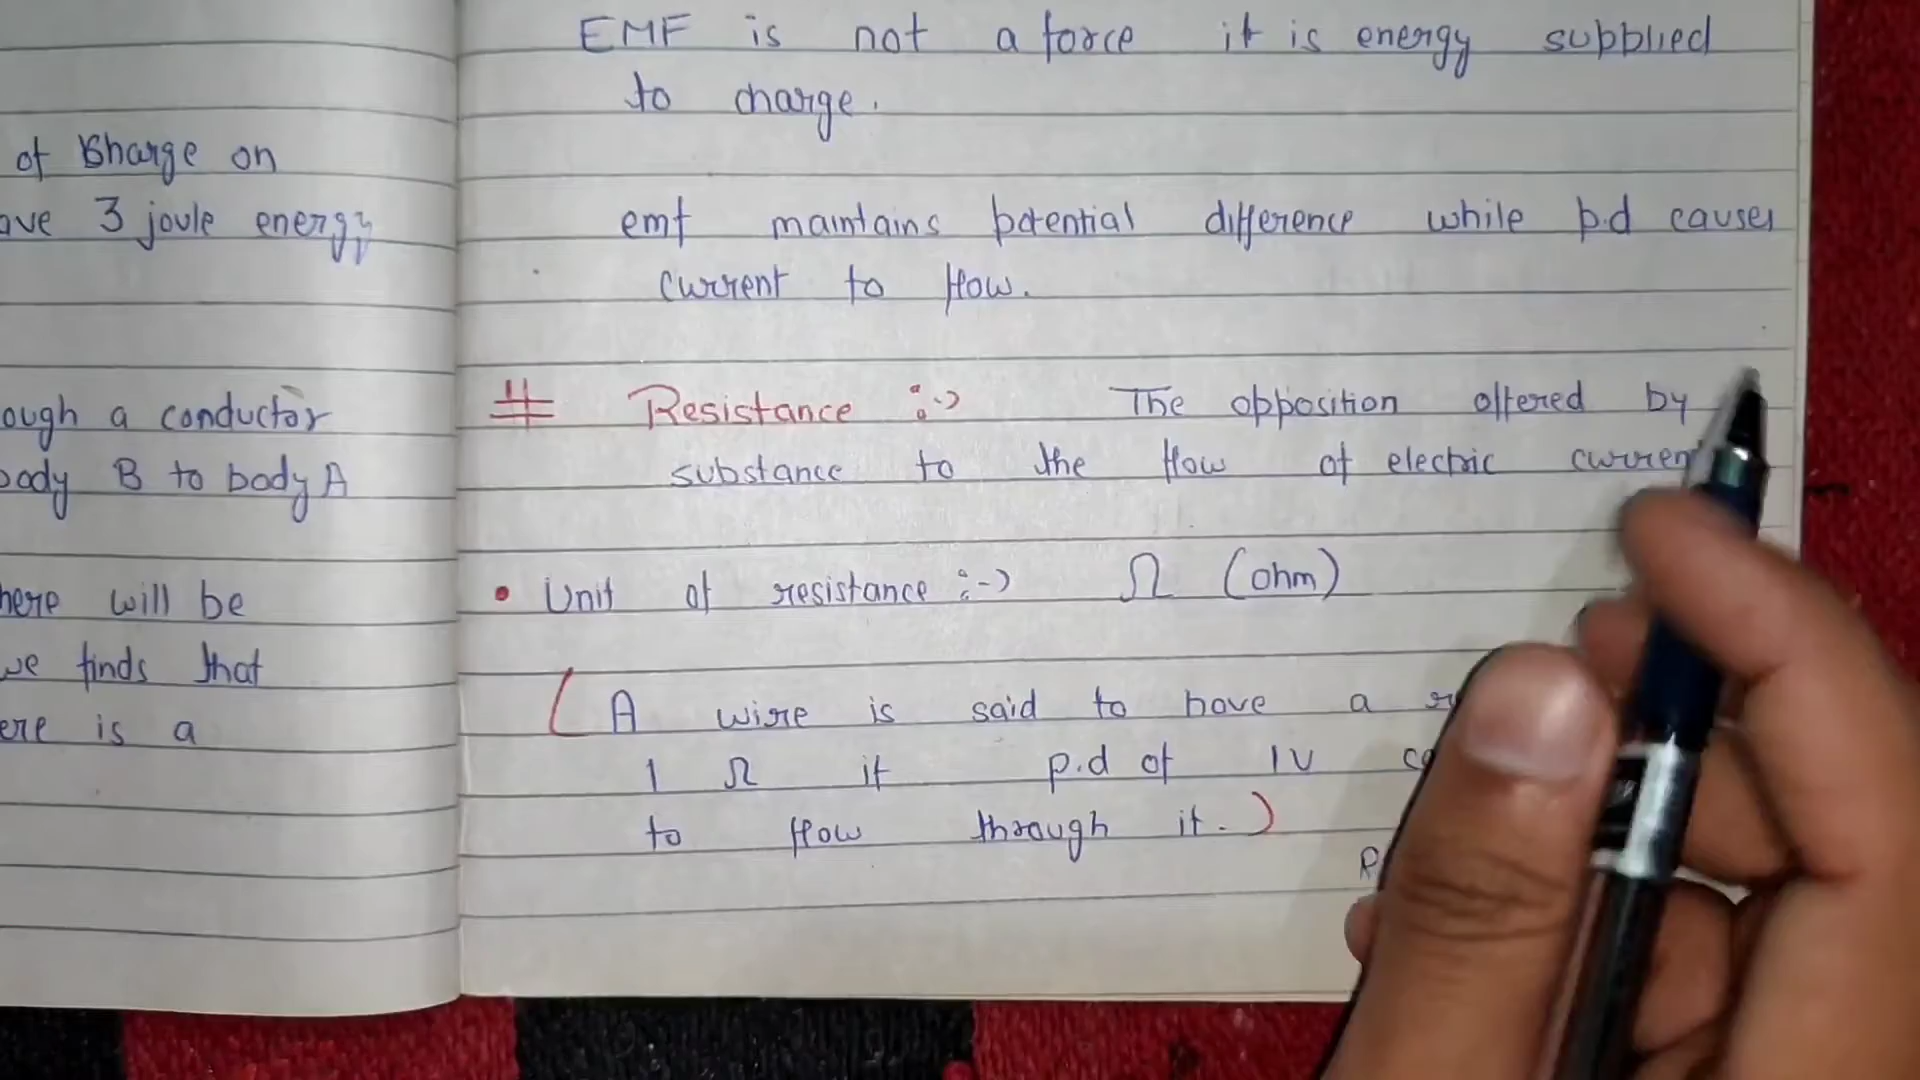 of charge on
ave 3 joule energy
ough a conductor
body B to body A
here will be
we finds that
ere is a
EMF is not a force it is energy supplied
to charge.
emf maintains potential difference while p.d causes
current to flow.
# Resistance :-> The opposition offered by
substance to the flow of electric current
• Unit of resistance :-> Ω (ohm)
( A wire is said to have a
1 Ω if p.d of 1V
to flow through it. )